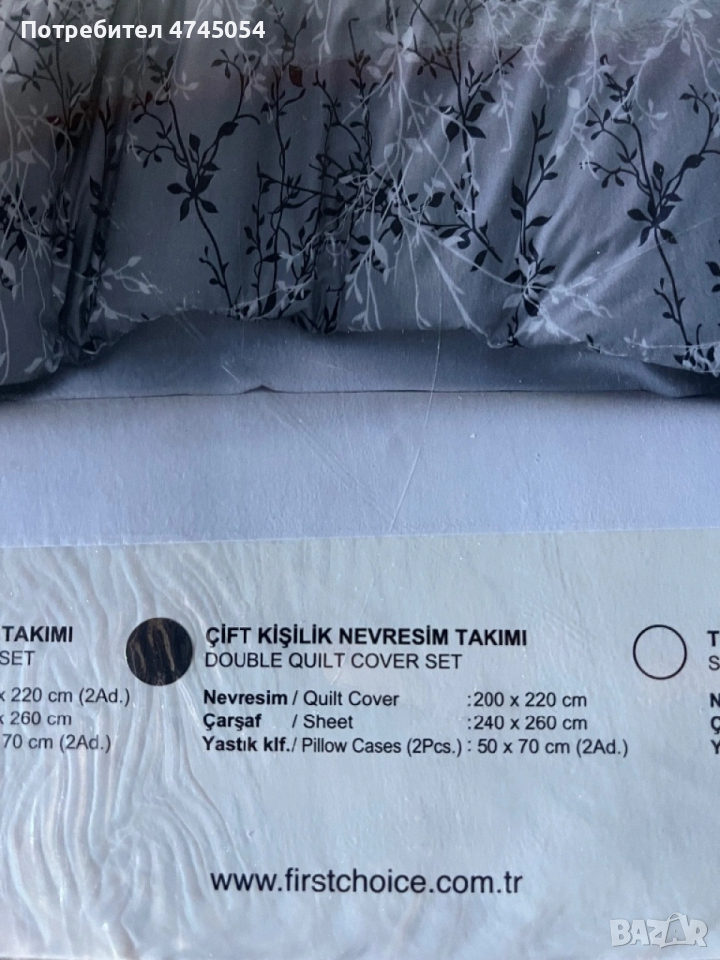 Потребител 4745054
TAKIMI
SET
x 220 cm (2Ad.)
x 260 cm
70 cm (2Ad.)
ÇİFT KİŞİLİK NEVRESİM TAKIMI
DOUBLE QUILT COVER SET
Nevresim / Quilt Cover :200 x 220 cm
Çarşaf / Sheet :240 x 260 cm
Yastık klf./ Pillow Cases (2Pcs.) : 50 x 70 cm (2Ad.)
T
S
N
Ç
Y
www.firstchoice.com.tr
BAZAR